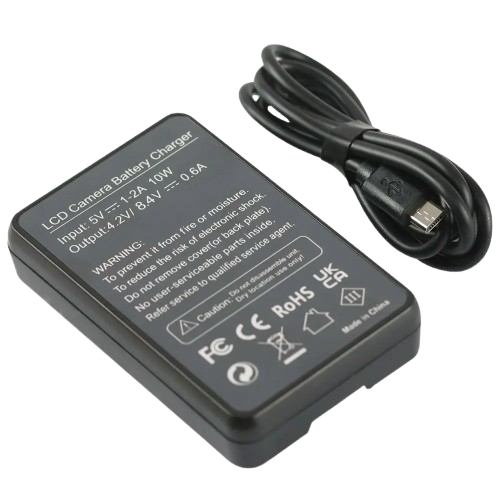 LCD Camera Battery Charger
Input: 5V⎓ 1-2A 10W
Output:4.2V/ 8.4V⎓ 0.6A
To prevent it from fire or moisture.
To reduce the risk of electronic shock,
Do not remove cover(or back plate).
No user-serviceable parts inside.
Refer service to qualified service agent.
Caution: Do not disassemble unit.
Dry location use only
FC CE RoHS UK
CA
Made in China